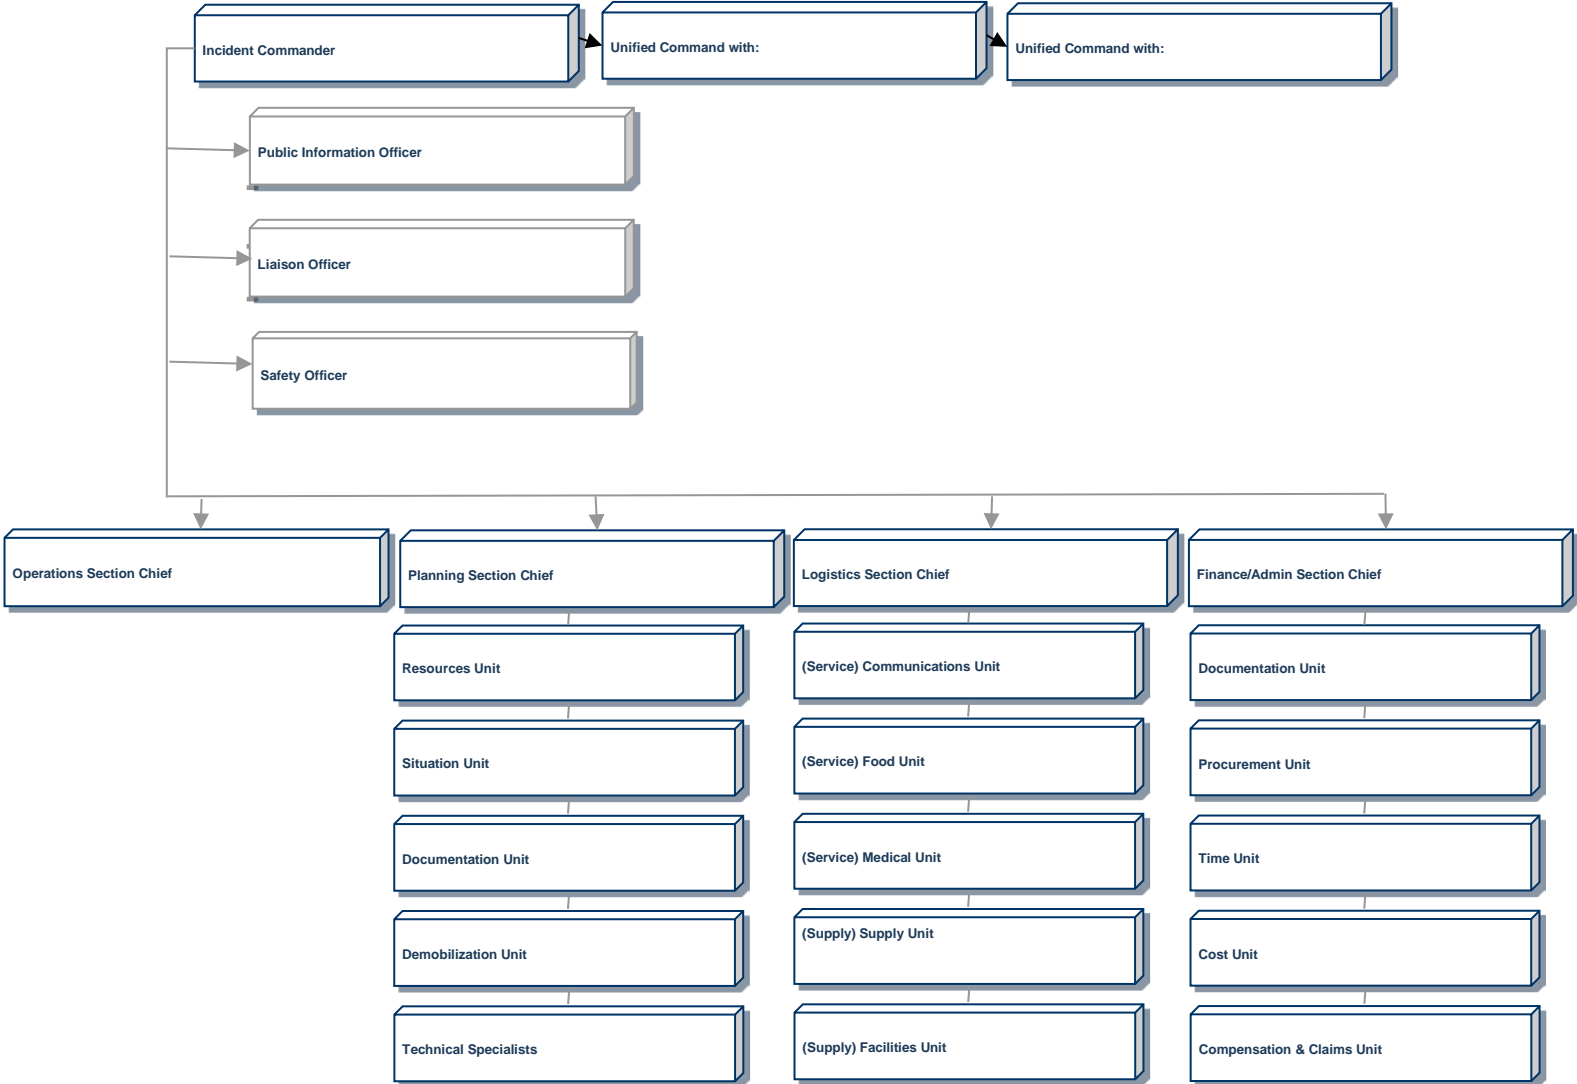 Incident Commander
Unified Command with:
Unified Command with:
Public Information Officer
Liaison Officer
Safety Officer
Operations Section Chief
Planning Section Chief
Logistics Section Chief
Finance/Admin Section Chief
Resources Unit
(Service) Communications Unit
Documentation Unit
Situation Unit
(Service) Food Unit
Procurement Unit
Documentation Unit
(Service) Medical Unit
Time Unit
Demobilization Unit
(Supply) Supply Unit
Cost Unit
Technical Specialists
(Supply) Facilities Unit
Compensation & Claims Unit